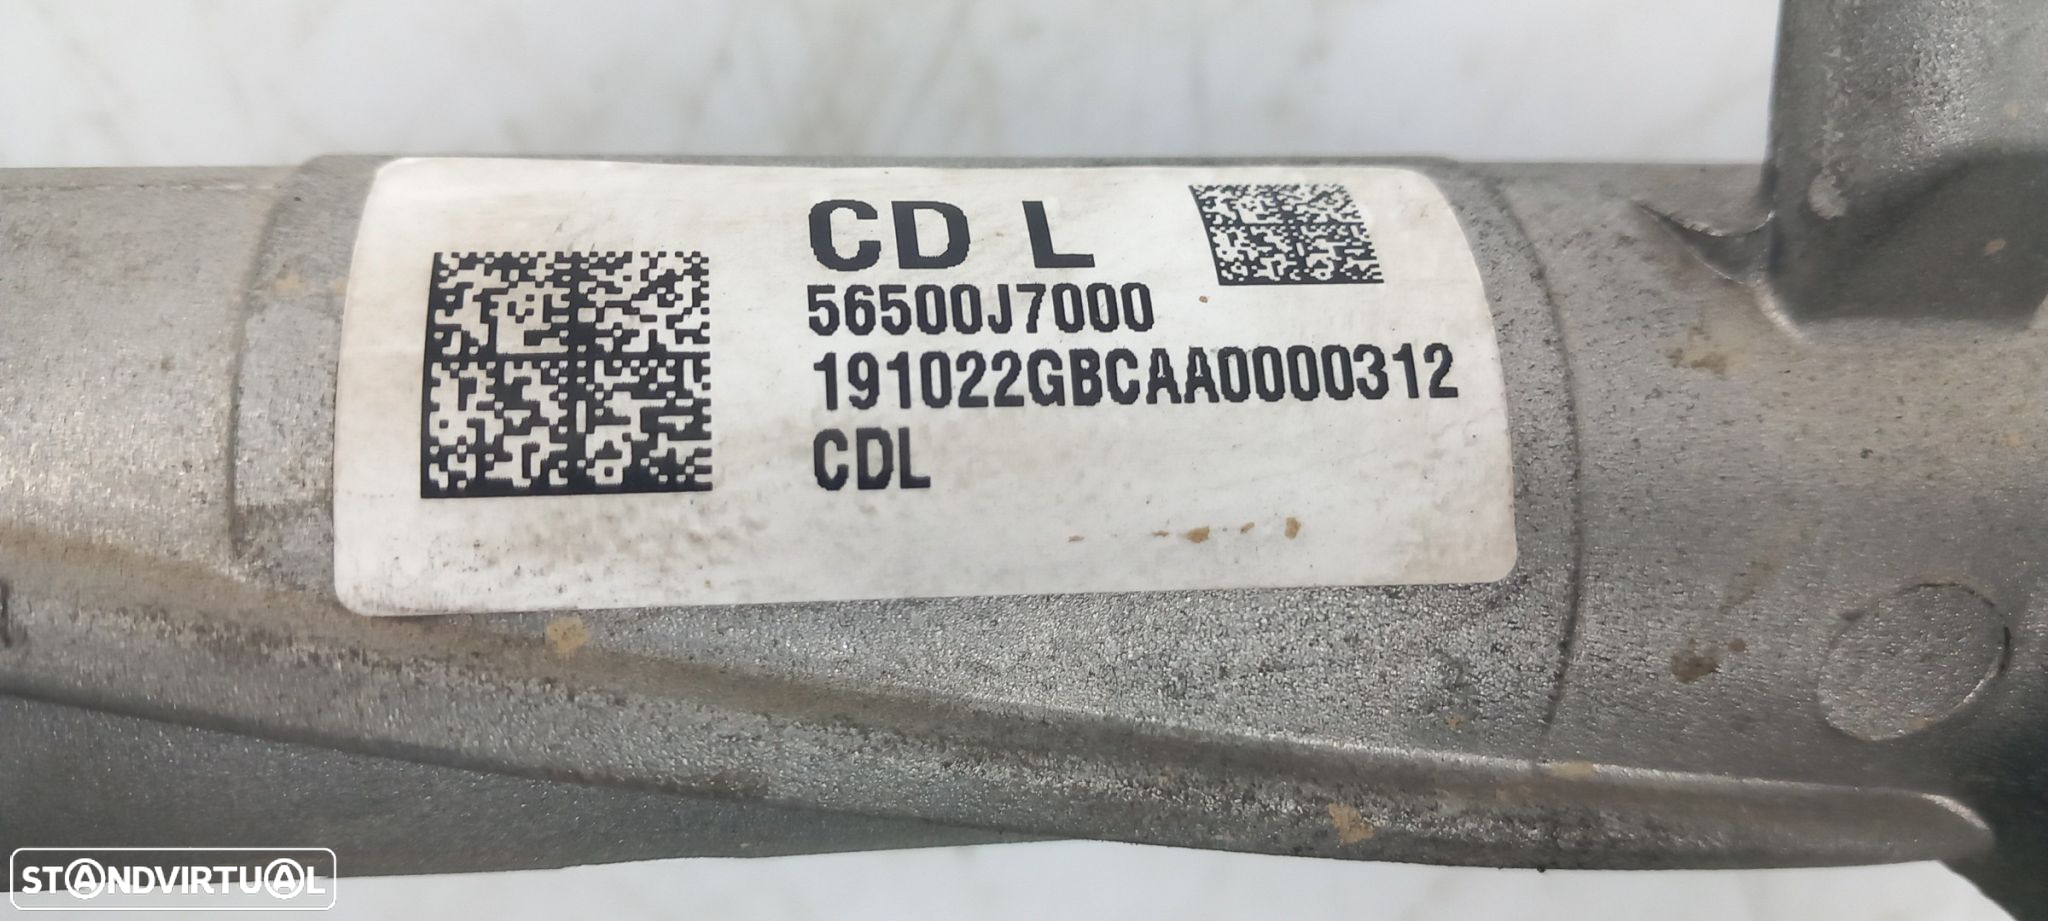 CD L
56500J7000
191022GBCAA0000312
CDL
STANDVIRTUAL